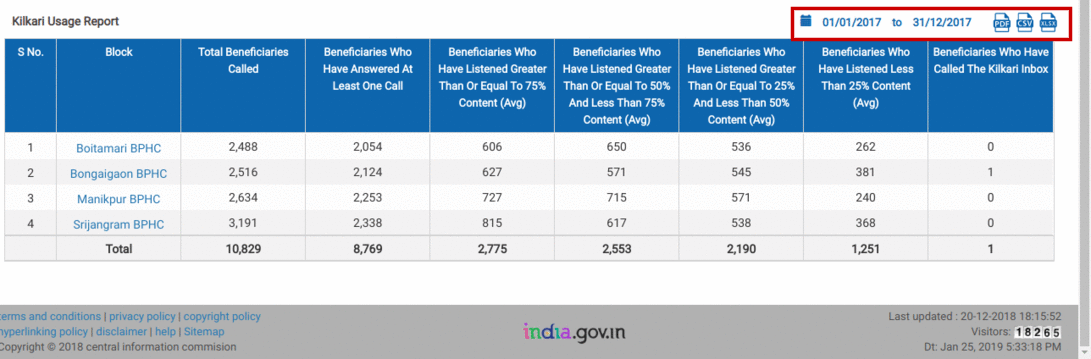 Kilkari Usage Report
01/01/2017 to 31/12/2017 PDF CSV XLSX
S No. Block Total Beneficiaries Called Beneficiaries Who Have Answered At Least One Call Beneficiaries Who Have Listened Greater Than Or Equal To 75% Content (Avg) Beneficiaries Who Have Listened Greater Than Or Equal To 50% And Less Than 75% Content (Avg) Beneficiaries Who Have Listened Greater Than Or Equal To 25% And Less Than 50% Content (Avg) Beneficiaries Who Have Listened Less Than 25% Content (Avg) Beneficiaries Who Have Called The Kilkari Inbox
1 Boitamari BPHC 2,488 2,054 606 650 536 262 0
2 Bongaigaon BPHC 2,516 2,124 627 571 545 381 1
3 Manikpur BPHC 2,634 2,253 727 715 571 240 0
4 Srijangram BPHC 3,191 2,338 815 617 538 368 0
Total 10,829 8,769 2,775 2,553 2,190 1,251 1
terms and conditions | privacy policy | copyright policy
hyperlinking policy | disclaimer | help | Sitemap
Copyright © 2018 central information commision
india.gov.in
Last updated : 20-12-2018 18:15:52
Visitors: 18265
Dt: Jan 25, 2019 5:33:18 PM